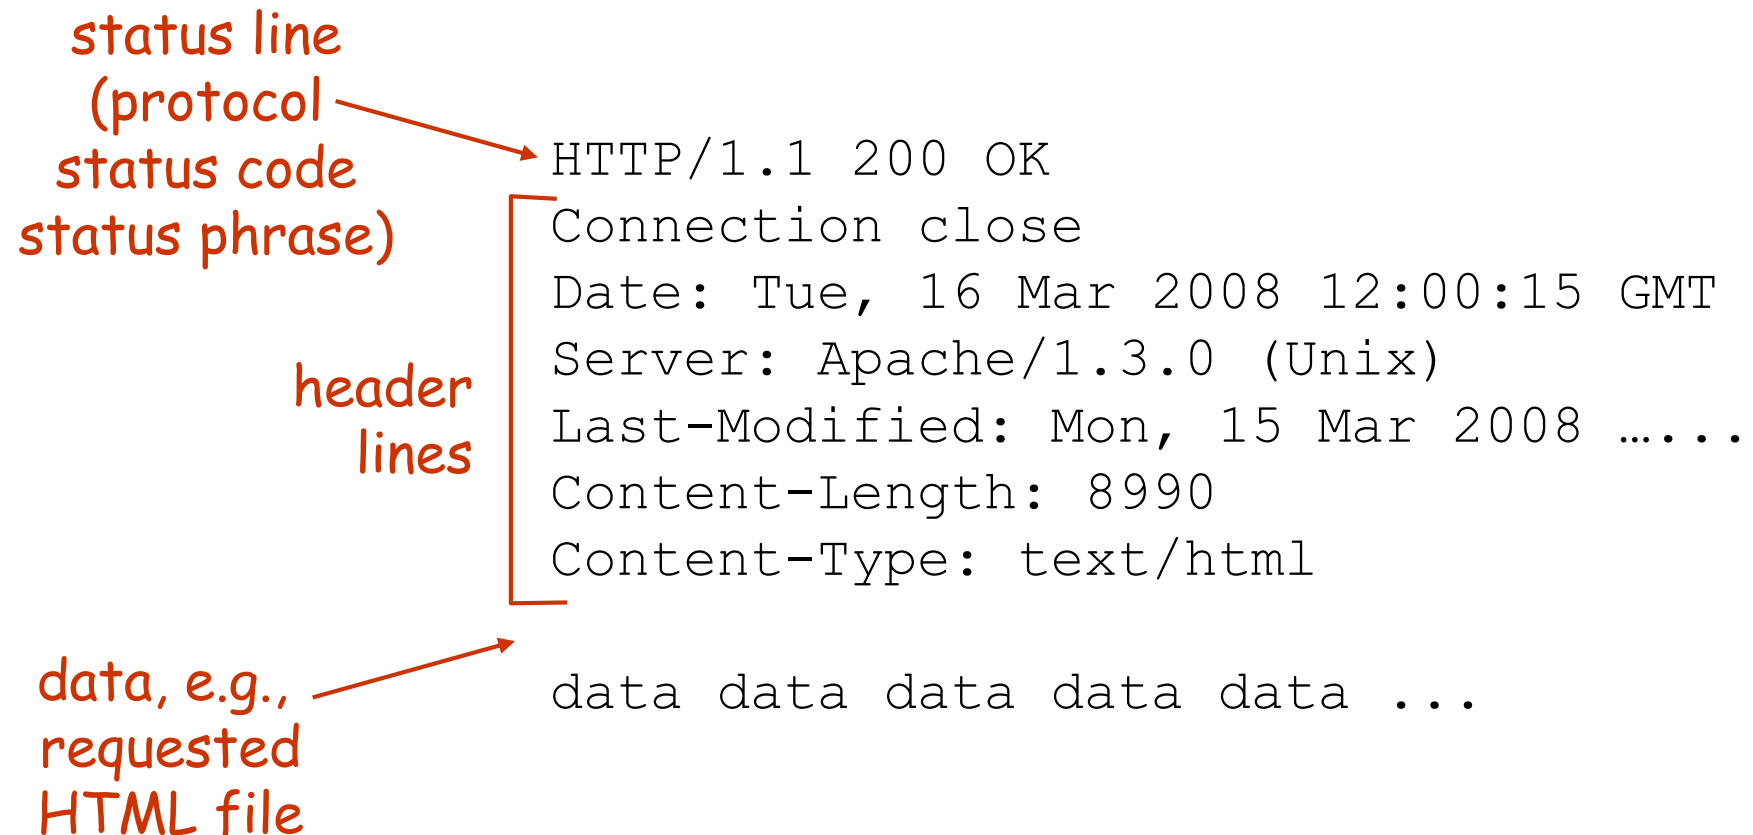 status line
(protocol
status code
status phrase)
HTTP/1.1 200 OK
Connection close
Date: Tue, 16 Mar 2008 12:00:15 GMT
Server: Apache/1.3.0 (Unix)
Last-Modified: Mon, 15 Mar 2008 …...
Content-Length: 8990
Content-Type: text/html
header
lines
data, e.g.,
requested
HTML file
data data data data data ...